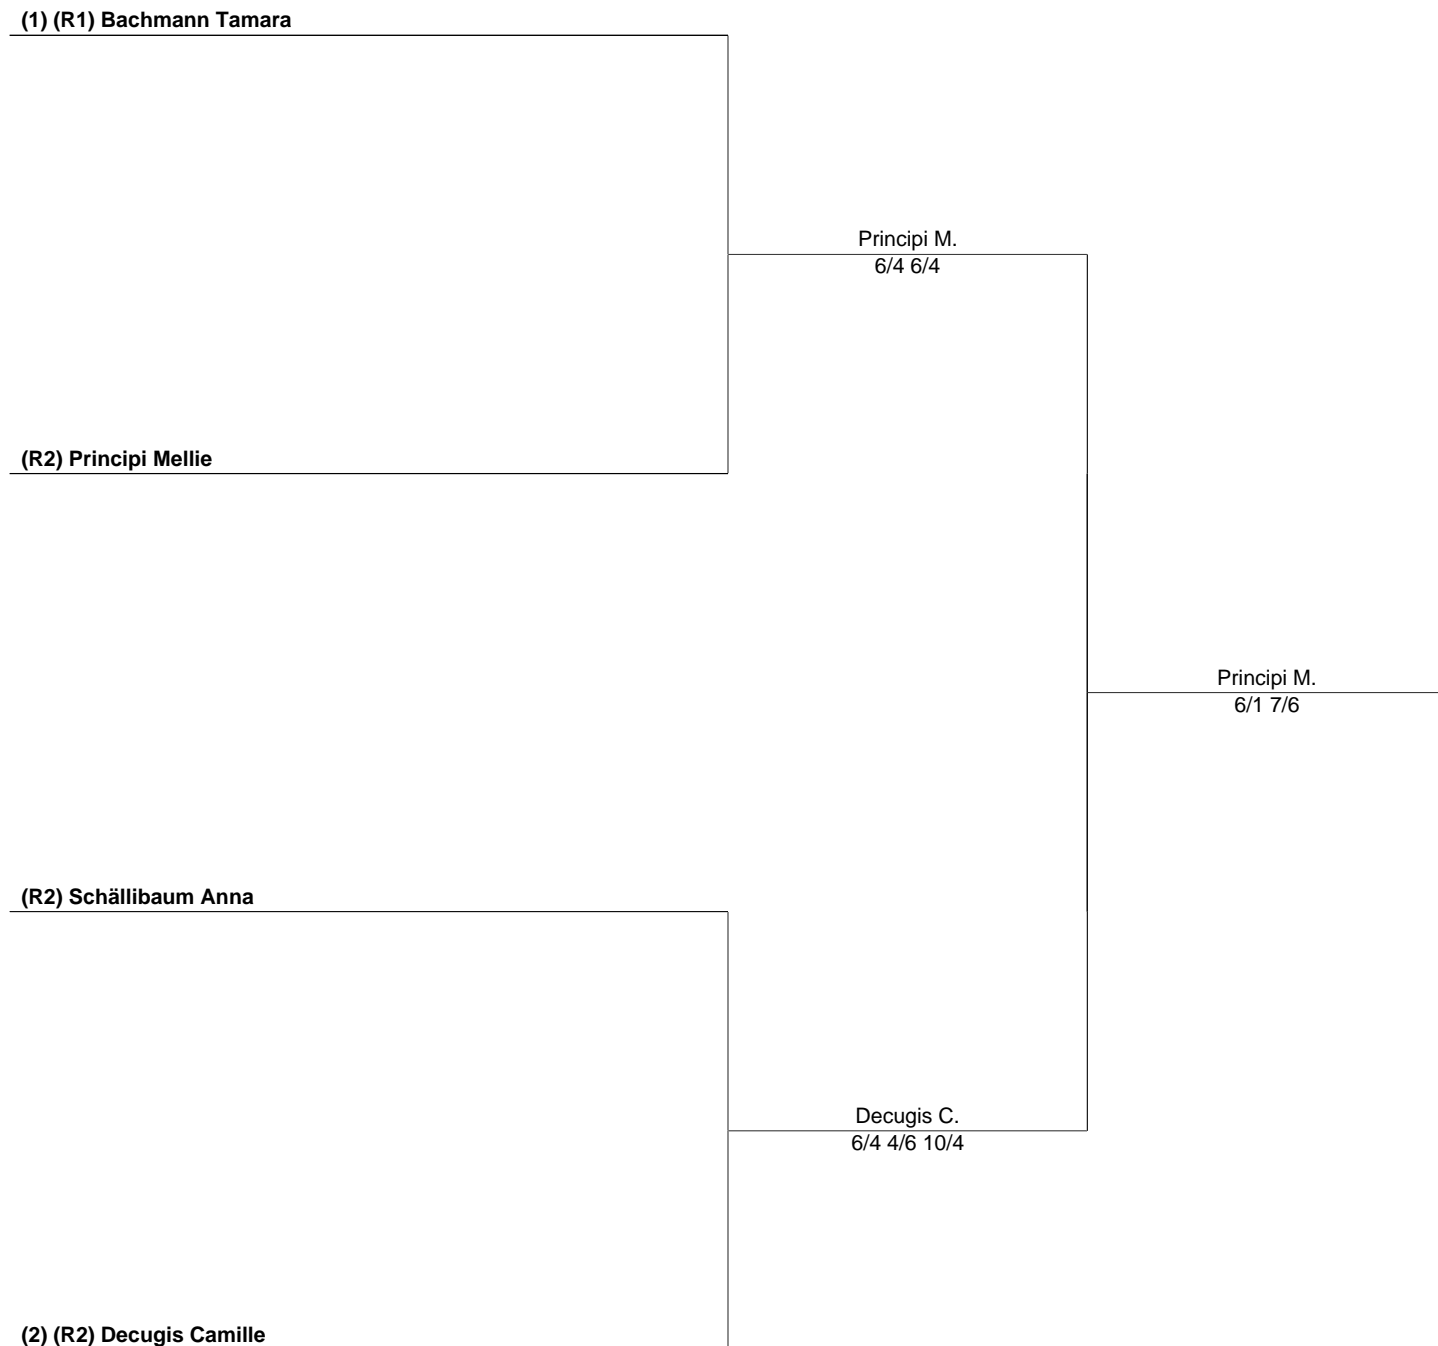 (1) (R1) Bachmann Tamara
Principi M.
6/4 6/4
(R2) Principi Mellie
Principi M.
6/1 7/6
(R2) Schällibaum Anna
Decugis C.
6/4 4/6 10/4
(2) (R2) Decugis Camille